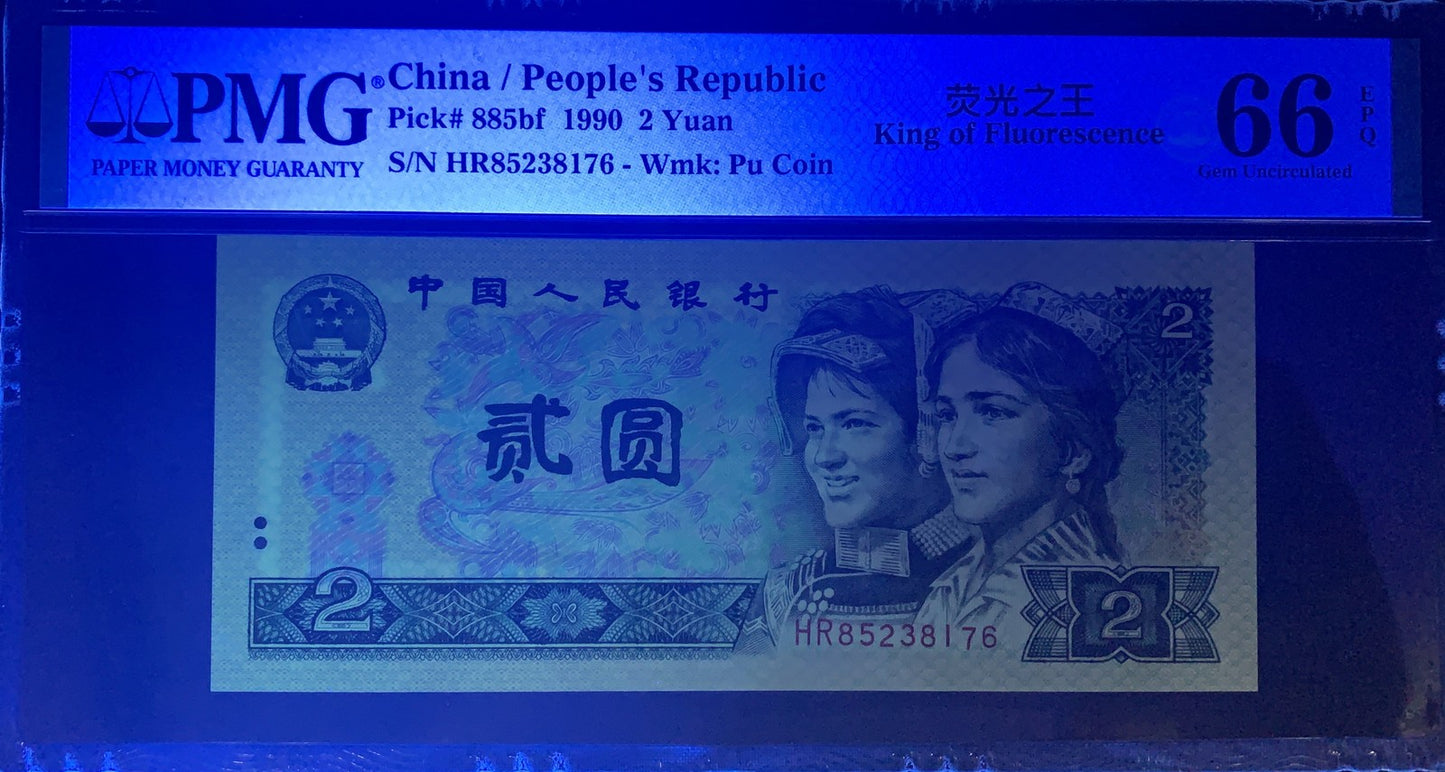 PMG®
PAPER MONEY GUARANTY
China / People's Republic
Pick# 885bf 1990 2 Yuan
S/N HR85238176 - Wmk: Pu Coin
荧光之王
King of Fluorescence
66
EPQ
Gem Uncirculated
中国人民银行
2
贰圆
2
HR85238176
2